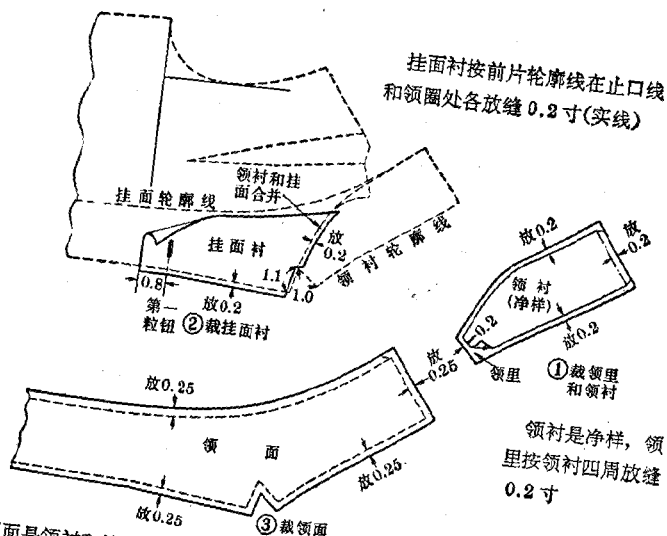 挂面衬按前片轮廓线在止口线
和领圈处各放缝0.2寸(实线)
领衬和挂
面合并
挂面轮廓线
挂面衬
放
0.2
领衬轮廓线
1.1
1.0
0.8
放0.2
第一
粒钮
②裁挂面衬
放0.2
放
0.2
领衬
(净样)
0.2
放0.2
领里
①裁领里
和领衬
放
0.25
放0.25
领面
放0.25
放0.25
③裁领面
领衬是净样，领
里按领衬四周放缝
0.2寸